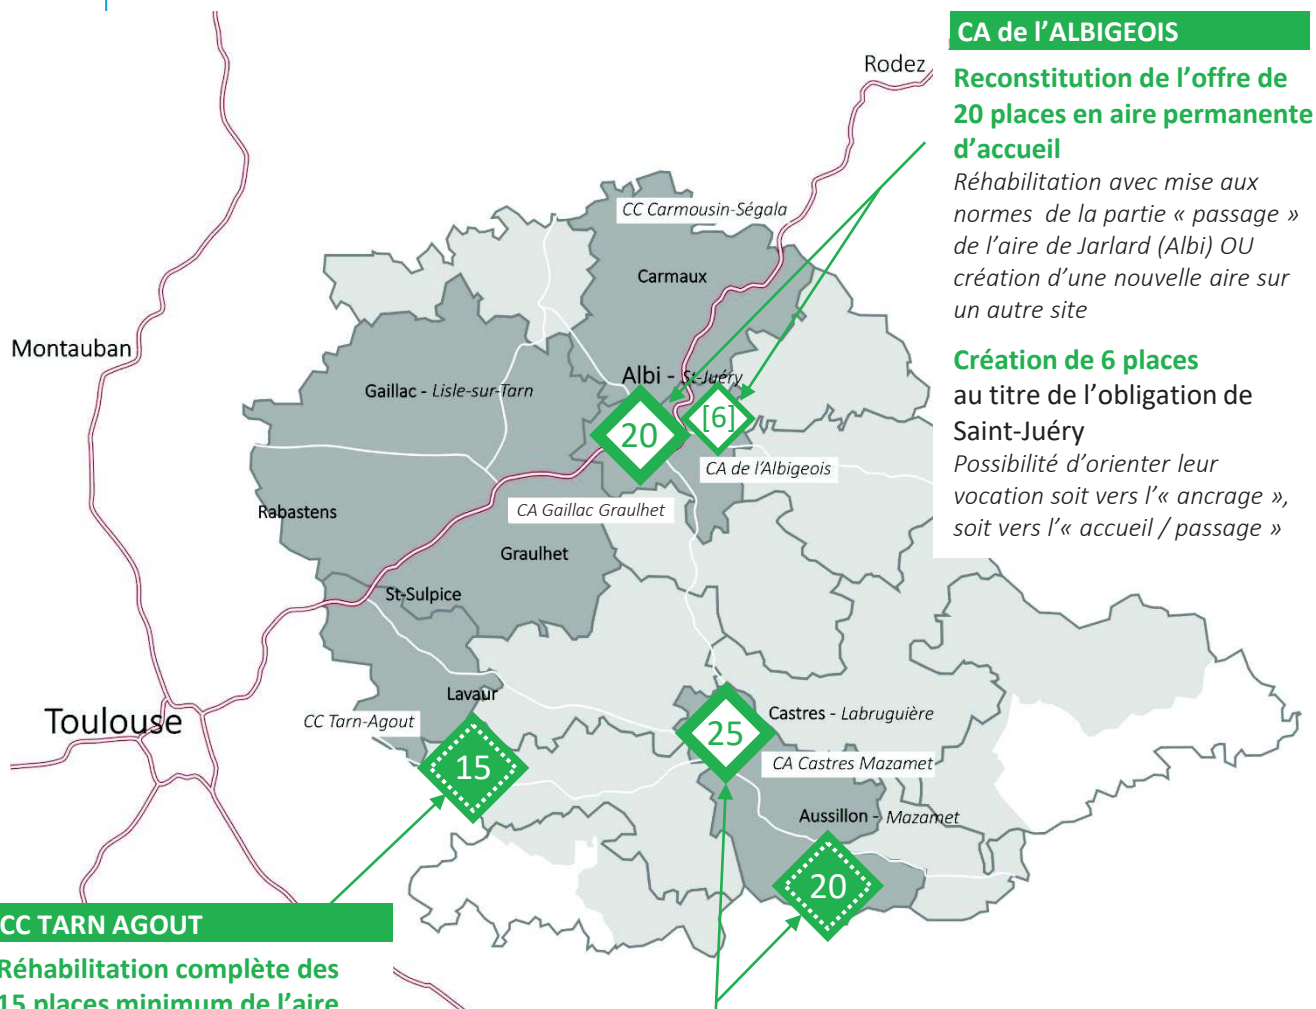 CA de l’ALBIGEOIS
Reconstitution de l’offre de
20 places en aire permanente
d’accueil
Réhabilitation avec mise aux
normes de la partie « passage »
de l’aire de Jarlard (Albi) OU
création d’une nouvelle aire sur
un autre site
Création de 6 places
au titre de l’obligation de
Saint-Juéry
Possibilité d’orienter leur
vocation soit vers l’« ancrage »,
soit vers l’« accueil / passage »
Rodez
CC Carmousin-Ségala
Carmaux
Montauban
Albi - St-Juéry
Gaillac - Lisle-sur-Tarn
20
[6]
CA de l’Albigeois
Rabastens
CA Gaillac Graulhet
Graulhet
St-Sulpice
Lavaur
Toulouse
CC Tarn-Agout
Castres - Labruguière
25
CA Castres Mazamet
15
Aussillon - Mazamet
20
CC TARN AGOUT
Réhabilitation complète des
15 places minimum de l’aire